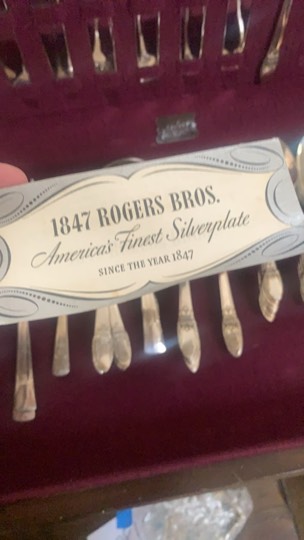 1847 ROGERS BROS.
America's Finest Silverplate
SINCE THE YEAR 1847